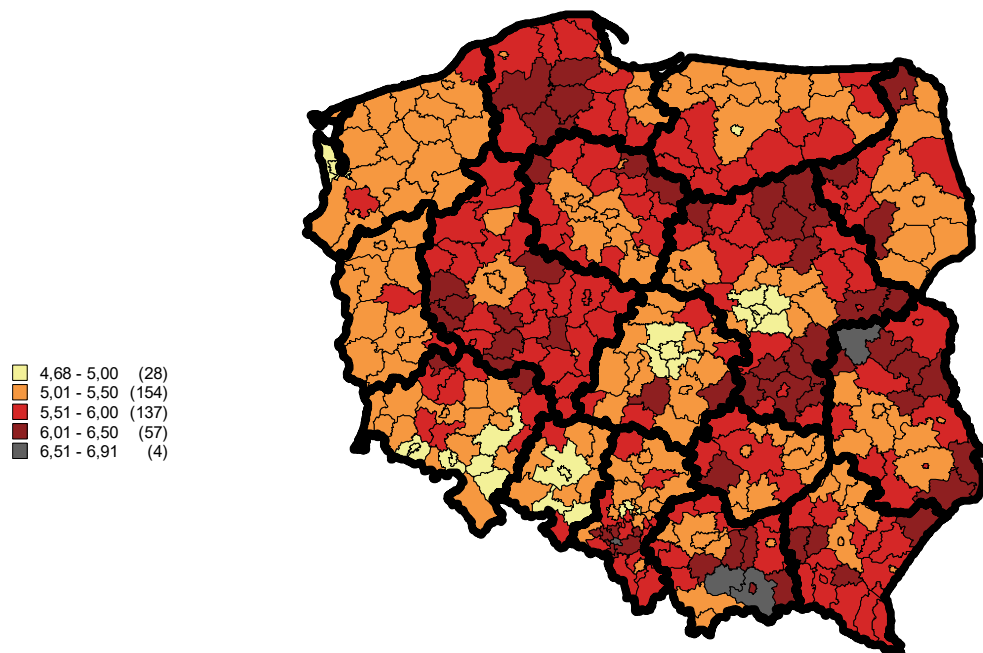 4,68 - 5,00 (28)
5,01 - 5,50 (154)
5,51 - 6,00 (137)
6,01 - 6,50 (57)
6,51 - 6,91 (4)